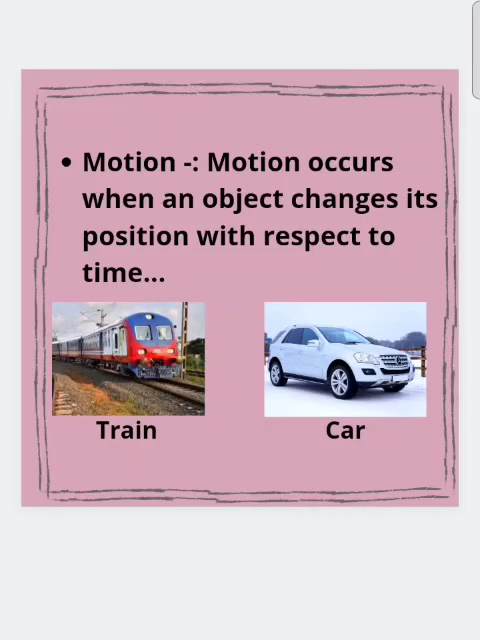 • Motion -: Motion occurs
when an object changes its
position with respect to
time...
Train
Car